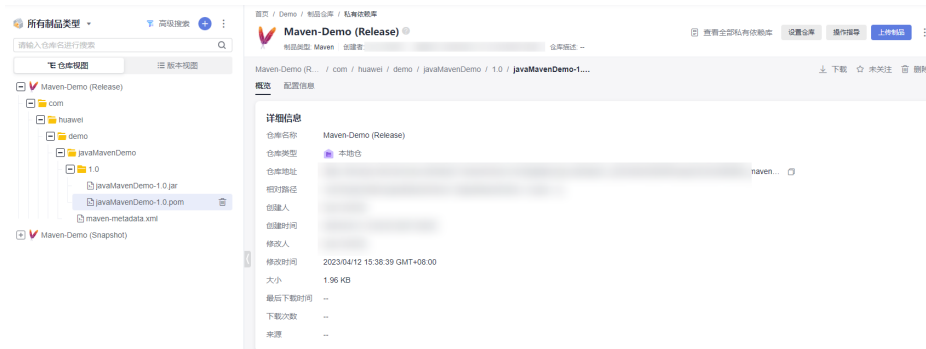 所有制品类型
高级搜索
请输入仓库名进行搜索
仓库视图
版本视图
Maven-Demo (Release)
com
huawei
demo
javaMavenDemo
1.0
javaMavenDemo-1.0.jar
javaMavenDemo-1.0.pom
maven-metadata.xml
Maven-Demo (Snapshot)
首页 / Demo / 制品仓库 / 私有依赖库
Maven-Demo (Release)
制品类型 Maven 创建者 仓库描述: --
查看全部私有依赖库 设置仓库 操作指导 上传制品
Maven-Demo (R... / com / huawei / demo / javaMavenDemo / 1.0 / javaMavenDemo-1....
下载 未关注 删除
概览 配置信息
详细信息
仓库名称 Maven-Demo (Release)
仓库类型 本地仓
仓库地址 maven...
相对路径
创建人
创建时间
修改人
修改时间 2023/04/12 15:38:39 GMT+08:00
大小 1.96 KB
最后下载时间 --
下载次数 --
来源 --